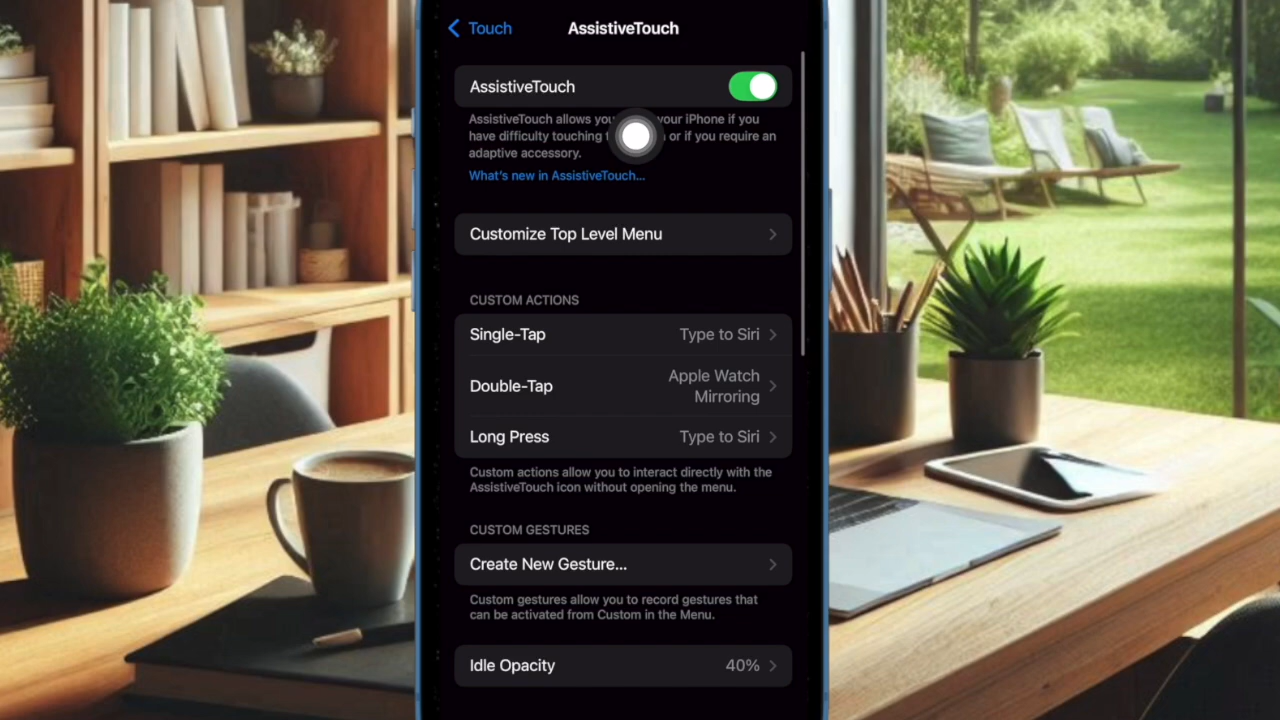 Touch
AssistiveTouch
AssistiveTouch
AssistiveTouch allows you your iPhone if you
have difficulty touching or if you require an
adaptive accessory.
What's new in AssistiveTouch...
Customize Top Level Menu
CUSTOM ACTIONS
Single-Tap Type to Siri
Double-Tap Apple Watch
Mirroring
Long Press Type to Siri
Custom actions allow you to interact directly with the
AssistiveTouch icon without opening the menu.
CUSTOM GESTURES
Create New Gesture...
Custom gestures allow you to record gestures that
can be activated from Custom in the Menu.
Idle Opacity 40%